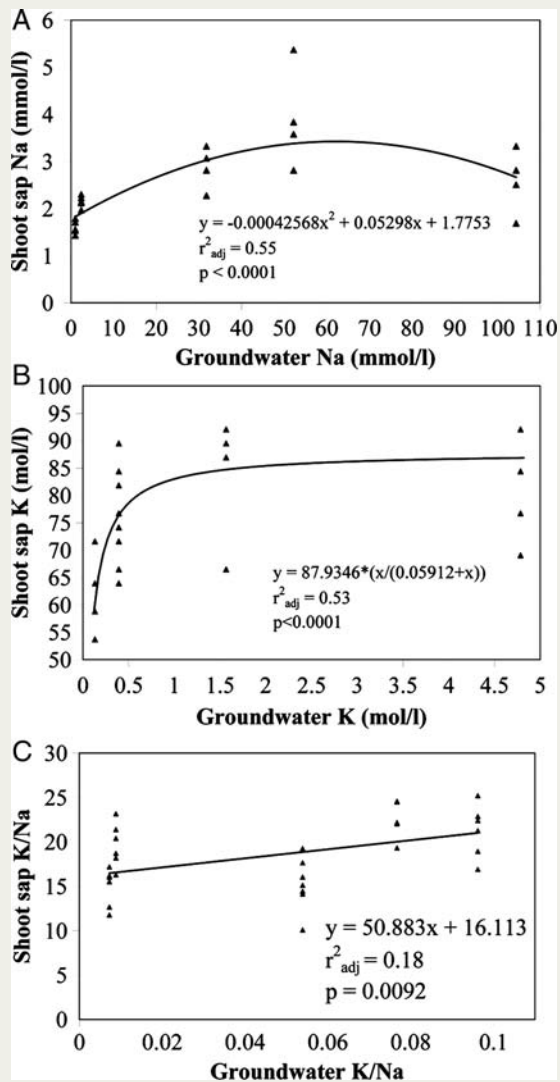 A
Shoot sap Na (mmol/l)
6
5
4
3
2
1
0
y = -0.00042568x² + 0.05298x + 1.7753
r²adj = 0.55
p < 0.0001
0 10 20 30 40 50 60 70 80 90 100 110
Groundwater Na (mmol/l)
B
Shoot sap K (mol/l)
100
95
90
85
80
75
70
65
60
55
50
y = 87.9346*(x/(0.05912+x))
r²adj = 0.53
p<0.0001
0 0.5 1 1.5 2 2.5 3 3.5 4 4.5 5
Groundwater K (mol/l)
C
Shoot sap K/Na
30
25
20
15
10
5
0
y = 50.883x + 16.113
r²adj = 0.18
p = 0.0092
0 0.02 0.04 0.06 0.08 0.1
Groundwater K/Na